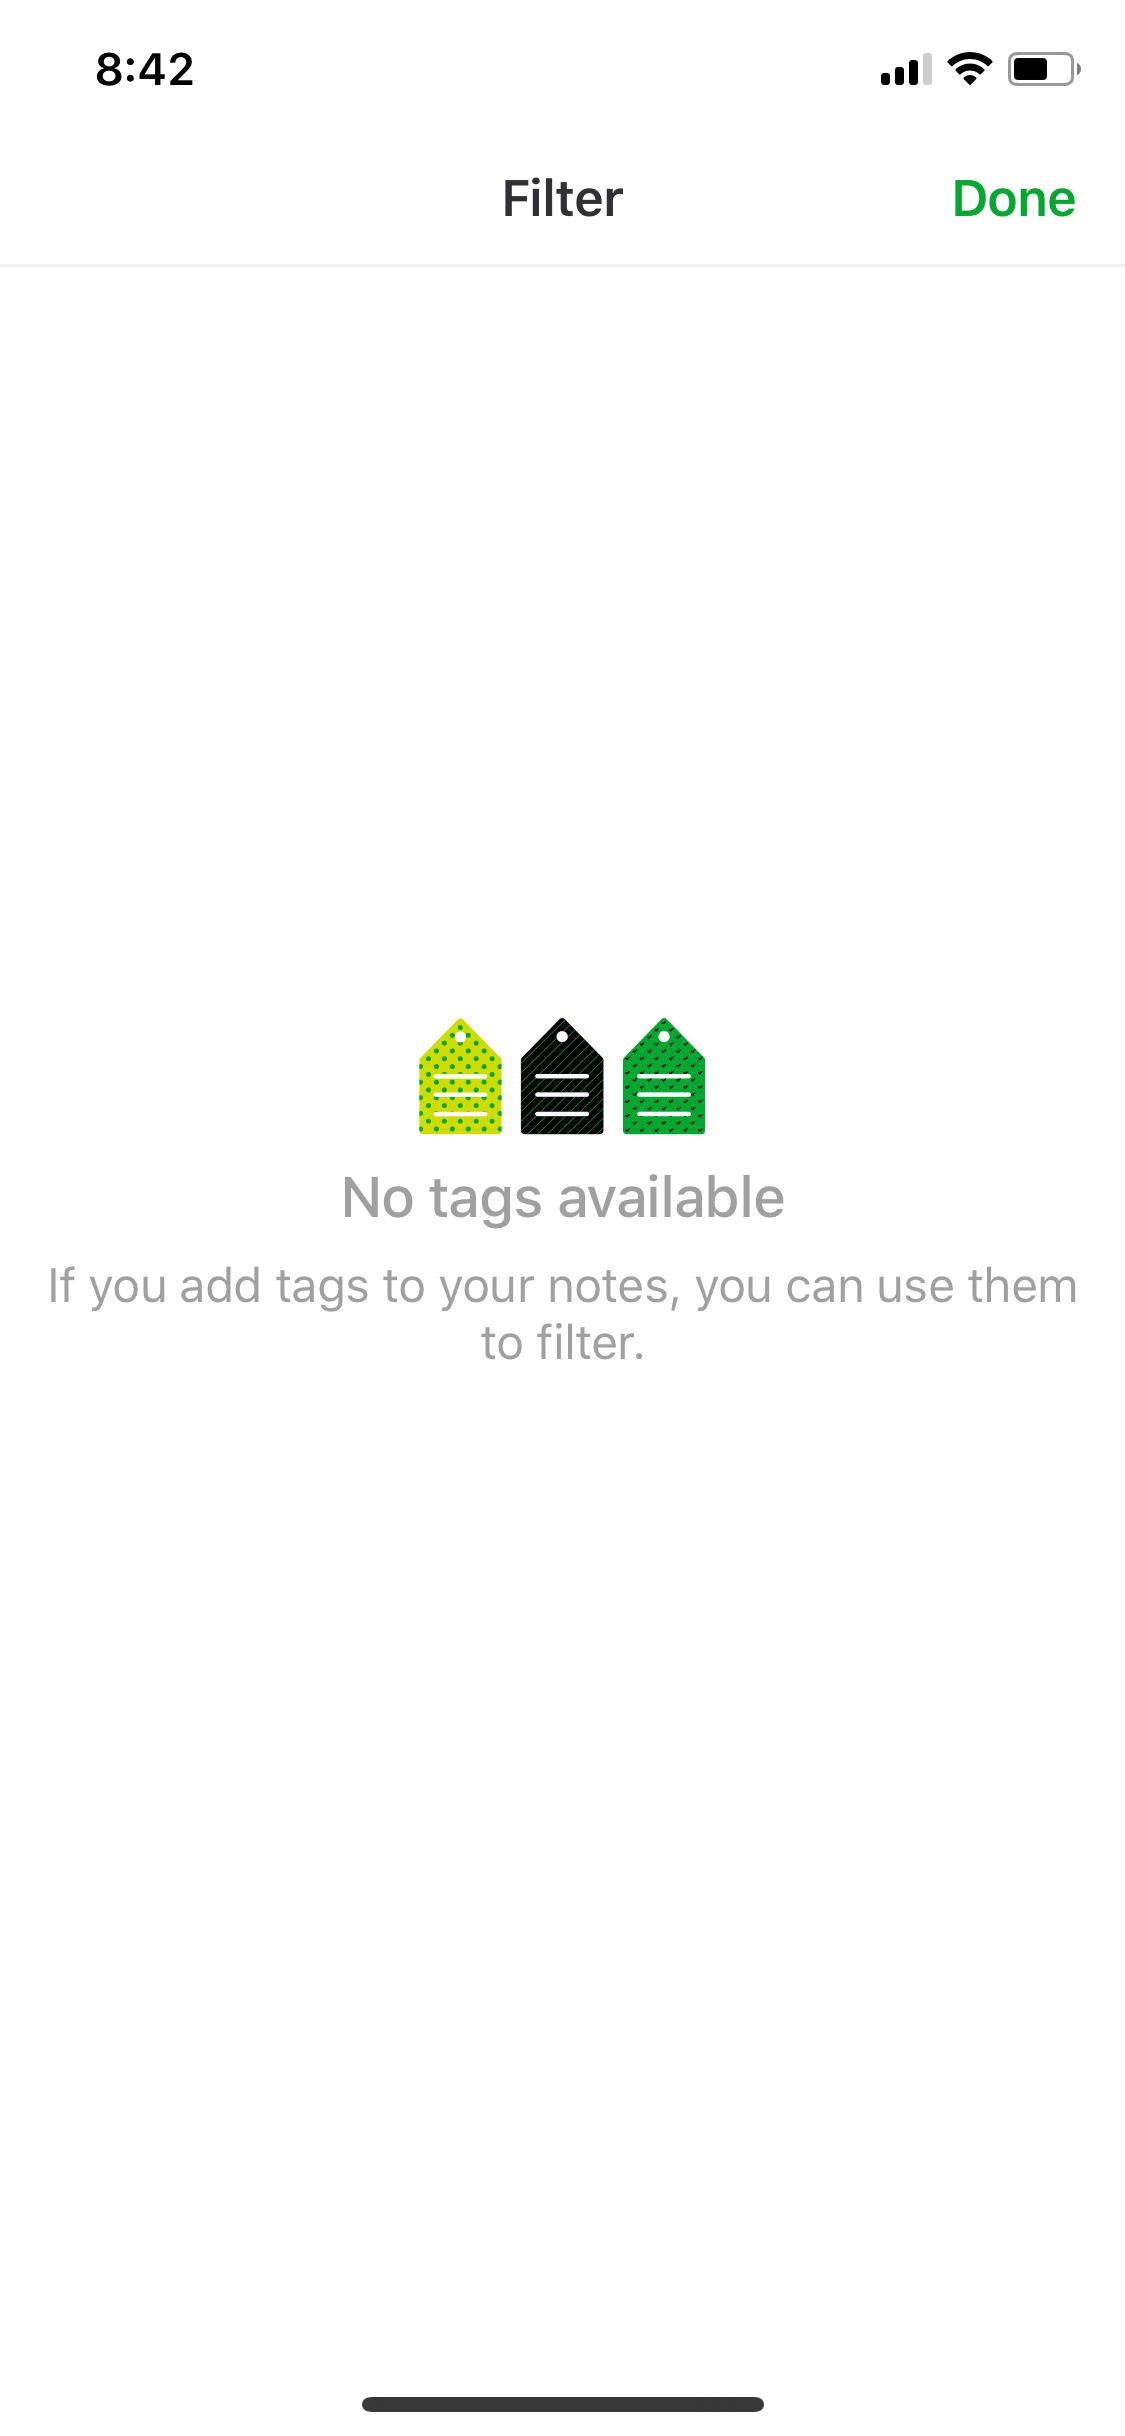 8:42
Filter
Done
No tags available
If you add tags to your notes, you can use them
to filter.